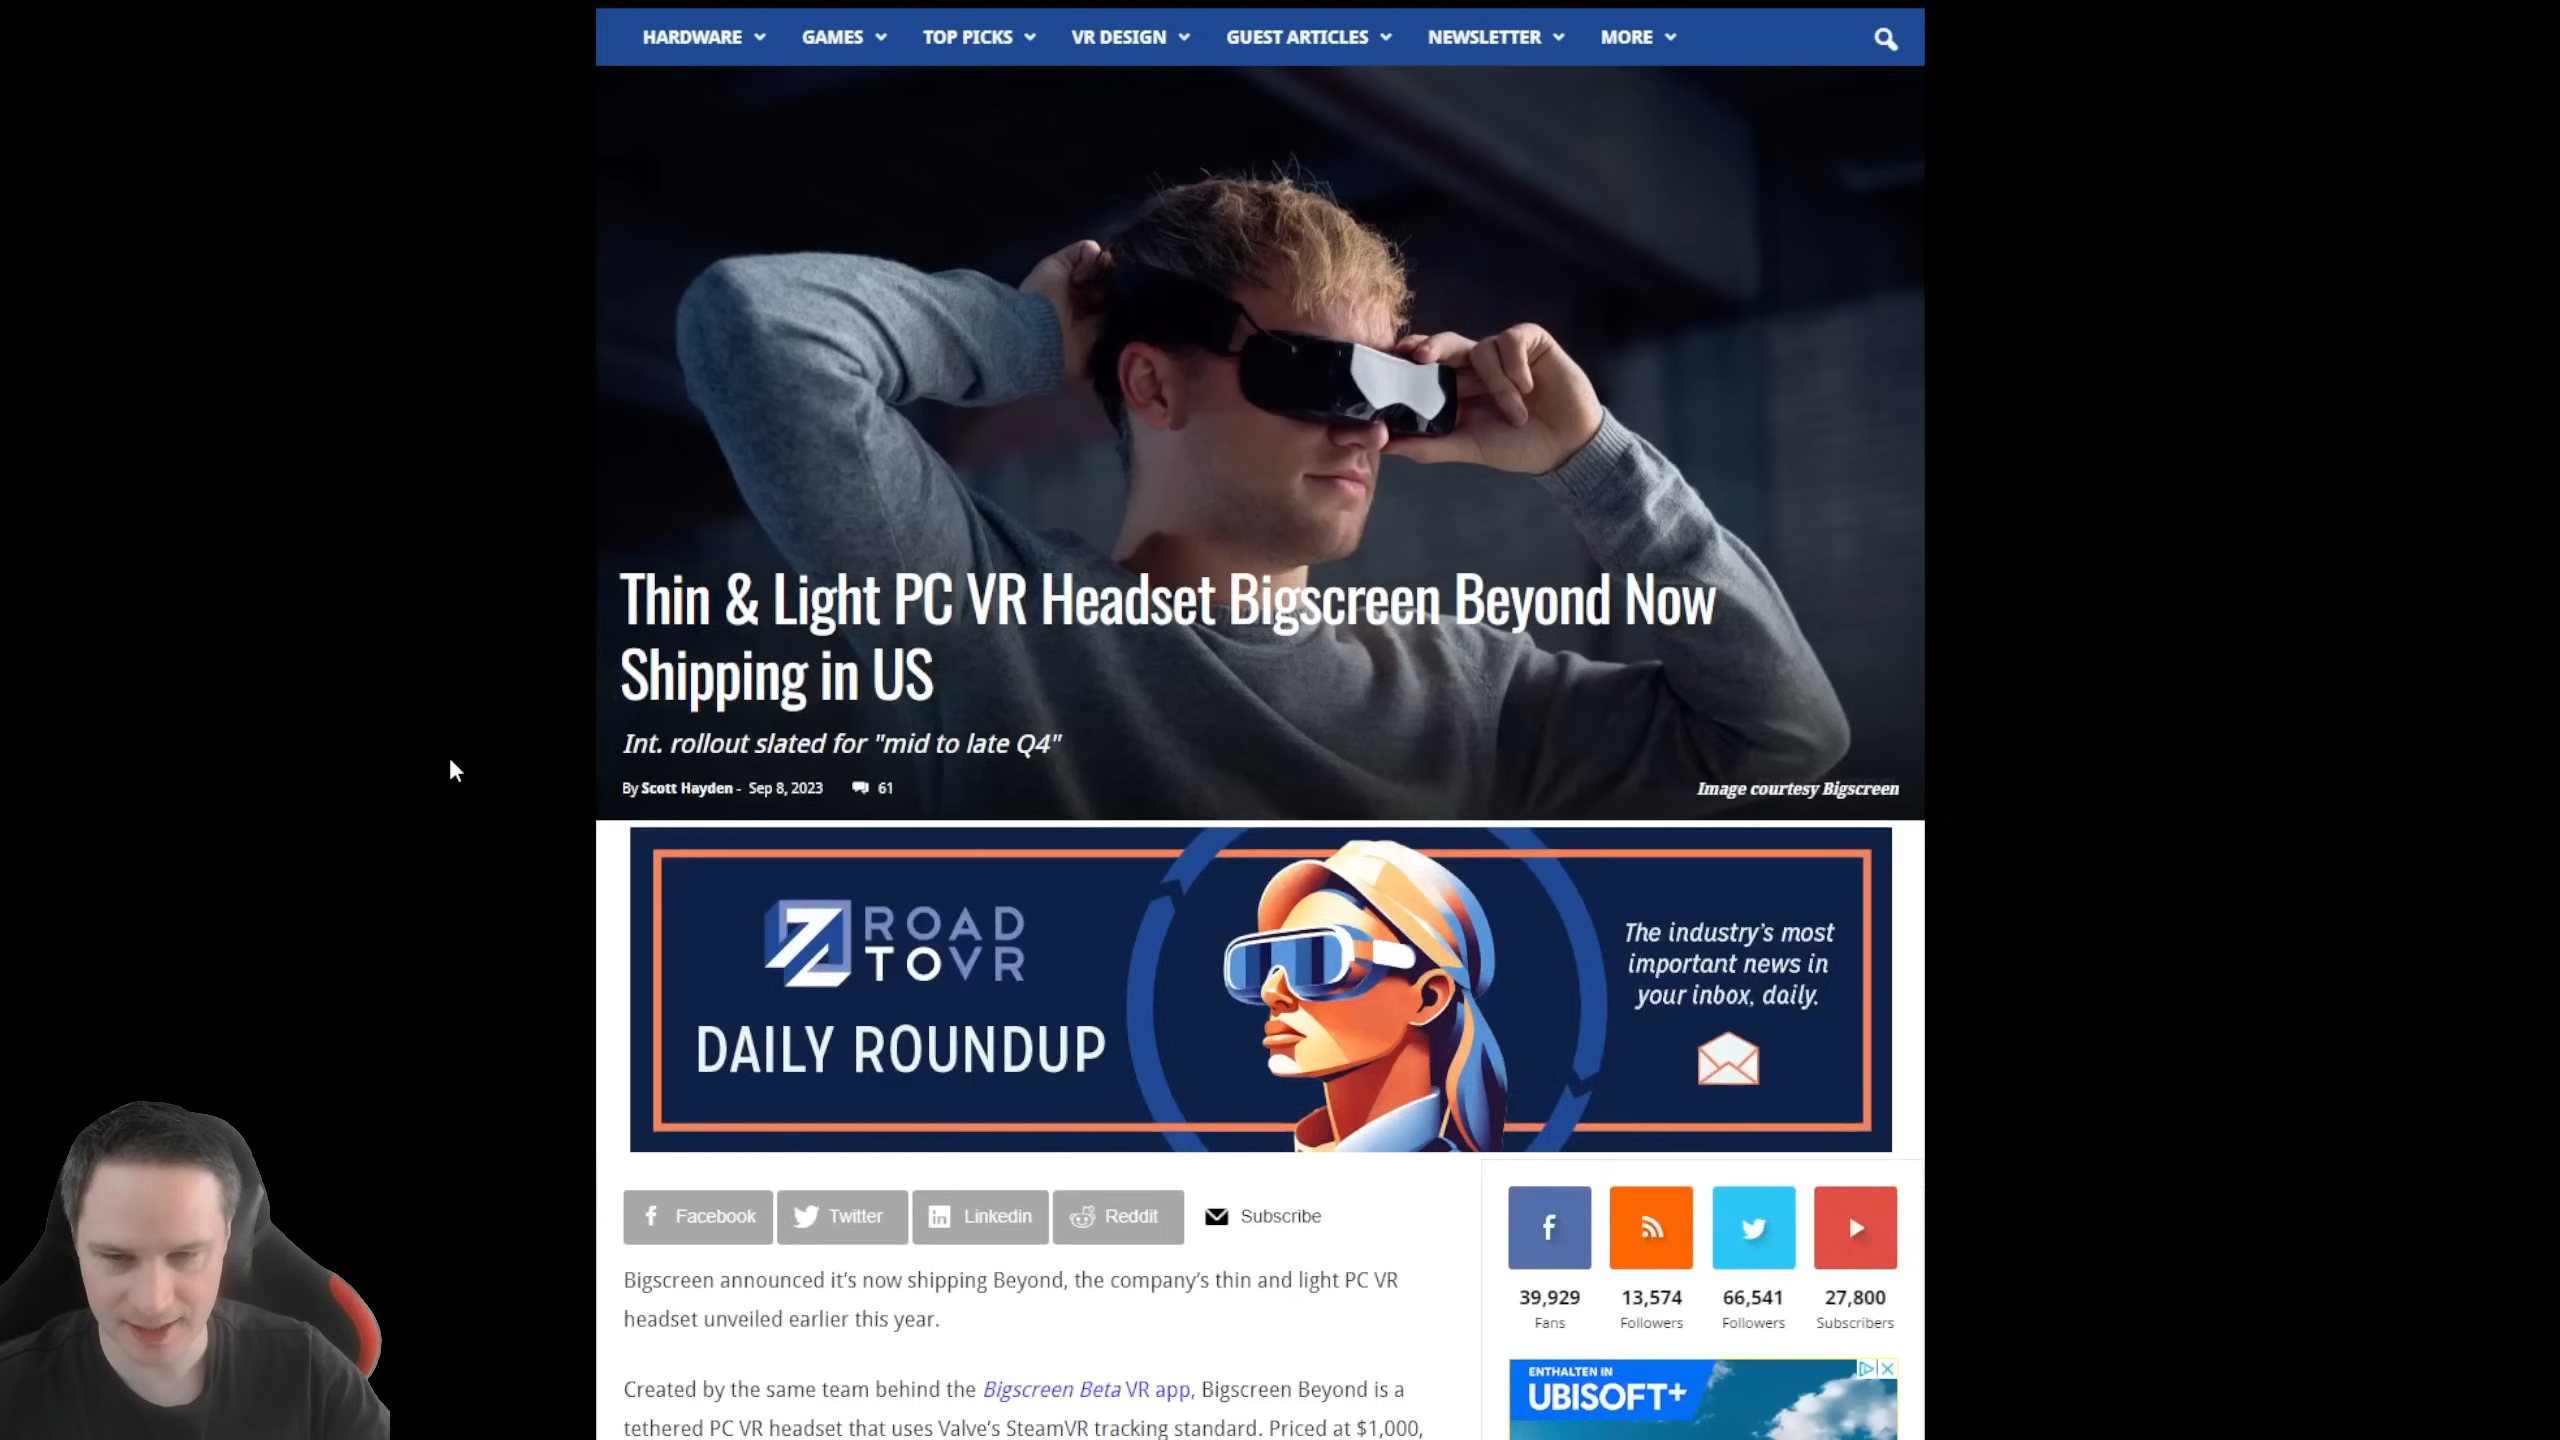 HARDWARE GAMES TOP PICKS VR DESIGN GUEST ARTICLES NEWSLETTER MORE
Thin & Light PC VR Headset Bigscreen Beyond Now
Shipping in US
Int. rollout slated for "mid to late Q4"
By Scott Hayden - Sep 8, 2023 61
Image courtesy Bigscreen
ROAD
TOVR
DAILY ROUNDUP
The industry's most
important news in
your inbox, daily.
Facebook Twitter Linkedin Reddit Subscribe
Bigscreen announced it's now shipping Beyond, the company's thin and light PC VR
headset unveiled earlier this year.
Created by the same team behind the Bigscreen Beta VR app, Bigscreen Beyond is a
tethered PC VR headset that uses Valve's SteamVR tracking standard. Priced at $1,000,
39,929 13,574 66,541 27,800
Fans Followers Followers Subscribers
ENTHALTEN IN
UBISOFT+